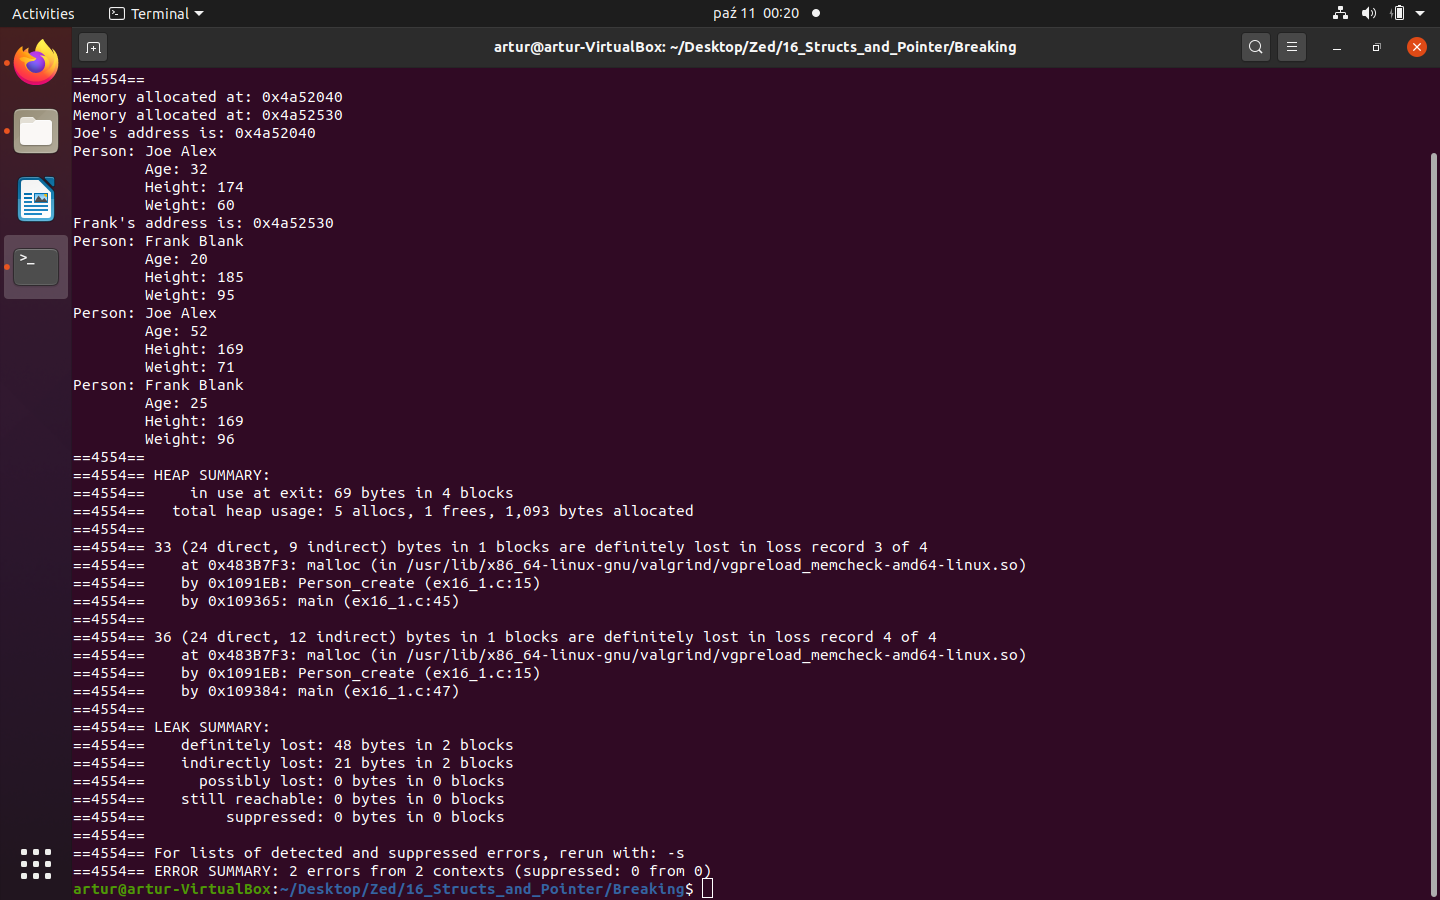 Activities
Terminal
paź 11 00:20
artur@artur-VirtualBox: ~/Desktop/Zed/16_Structs_and_Pointer/Breaking
==4554==
Memory allocated at: 0x4a52040
Memory allocated at: 0x4a52530
Joe's address is: 0x4a52040
Person: Joe Alex
        Age: 32
        Height: 174
        Weight: 60
Frank's address is: 0x4a52530
Person: Frank Blank
        Age: 20
        Height: 185
        Weight: 95
Person: Joe Alex
        Age: 52
        Height: 169
        Weight: 71
Person: Frank Blank
        Age: 25
        Height: 169
        Weight: 96
==4554==
==4554== HEAP SUMMARY:
==4554==     in use at exit: 69 bytes in 4 blocks
==4554==   total heap usage: 5 allocs, 1 frees, 1,093 bytes allocated
==4554==
==4554== 33 (24 direct, 9 indirect) bytes in 1 blocks are definitely lost in loss record 3 of 4
==4554==    at 0x483B7F3: malloc (in /usr/lib/x86_64-linux-gnu/valgrind/vgpreload_memcheck-amd64-linux.so)
==4554==    by 0x1091EB: Person_create (ex16_1.c:15)
==4554==    by 0x109365: main (ex16_1.c:45)
==4554==
==4554== 36 (24 direct, 12 indirect) bytes in 1 blocks are definitely lost in loss record 4 of 4
==4554==    at 0x483B7F3: malloc (in /usr/lib/x86_64-linux-gnu/valgrind/vgpreload_memcheck-amd64-linux.so)
==4554==    by 0x1091EB: Person_create (ex16_1.c:15)
==4554==    by 0x109384: main (ex16_1.c:47)
==4554==
==4554== LEAK SUMMARY:
==4554==    definitely lost: 48 bytes in 2 blocks
==4554==    indirectly lost: 21 bytes in 2 blocks
==4554==      possibly lost: 0 bytes in 0 blocks
==4554==    still reachable: 0 bytes in 0 blocks
==4554==         suppressed: 0 bytes in 0 blocks
==4554==
==4554== For lists of detected and suppressed errors, rerun with: -s
==4554== ERROR SUMMARY: 2 errors from 2 contexts (suppressed: 0 from 0)
artur@artur-VirtualBox:~/Desktop/Zed/16_Structs_and_Pointer/Breaking$